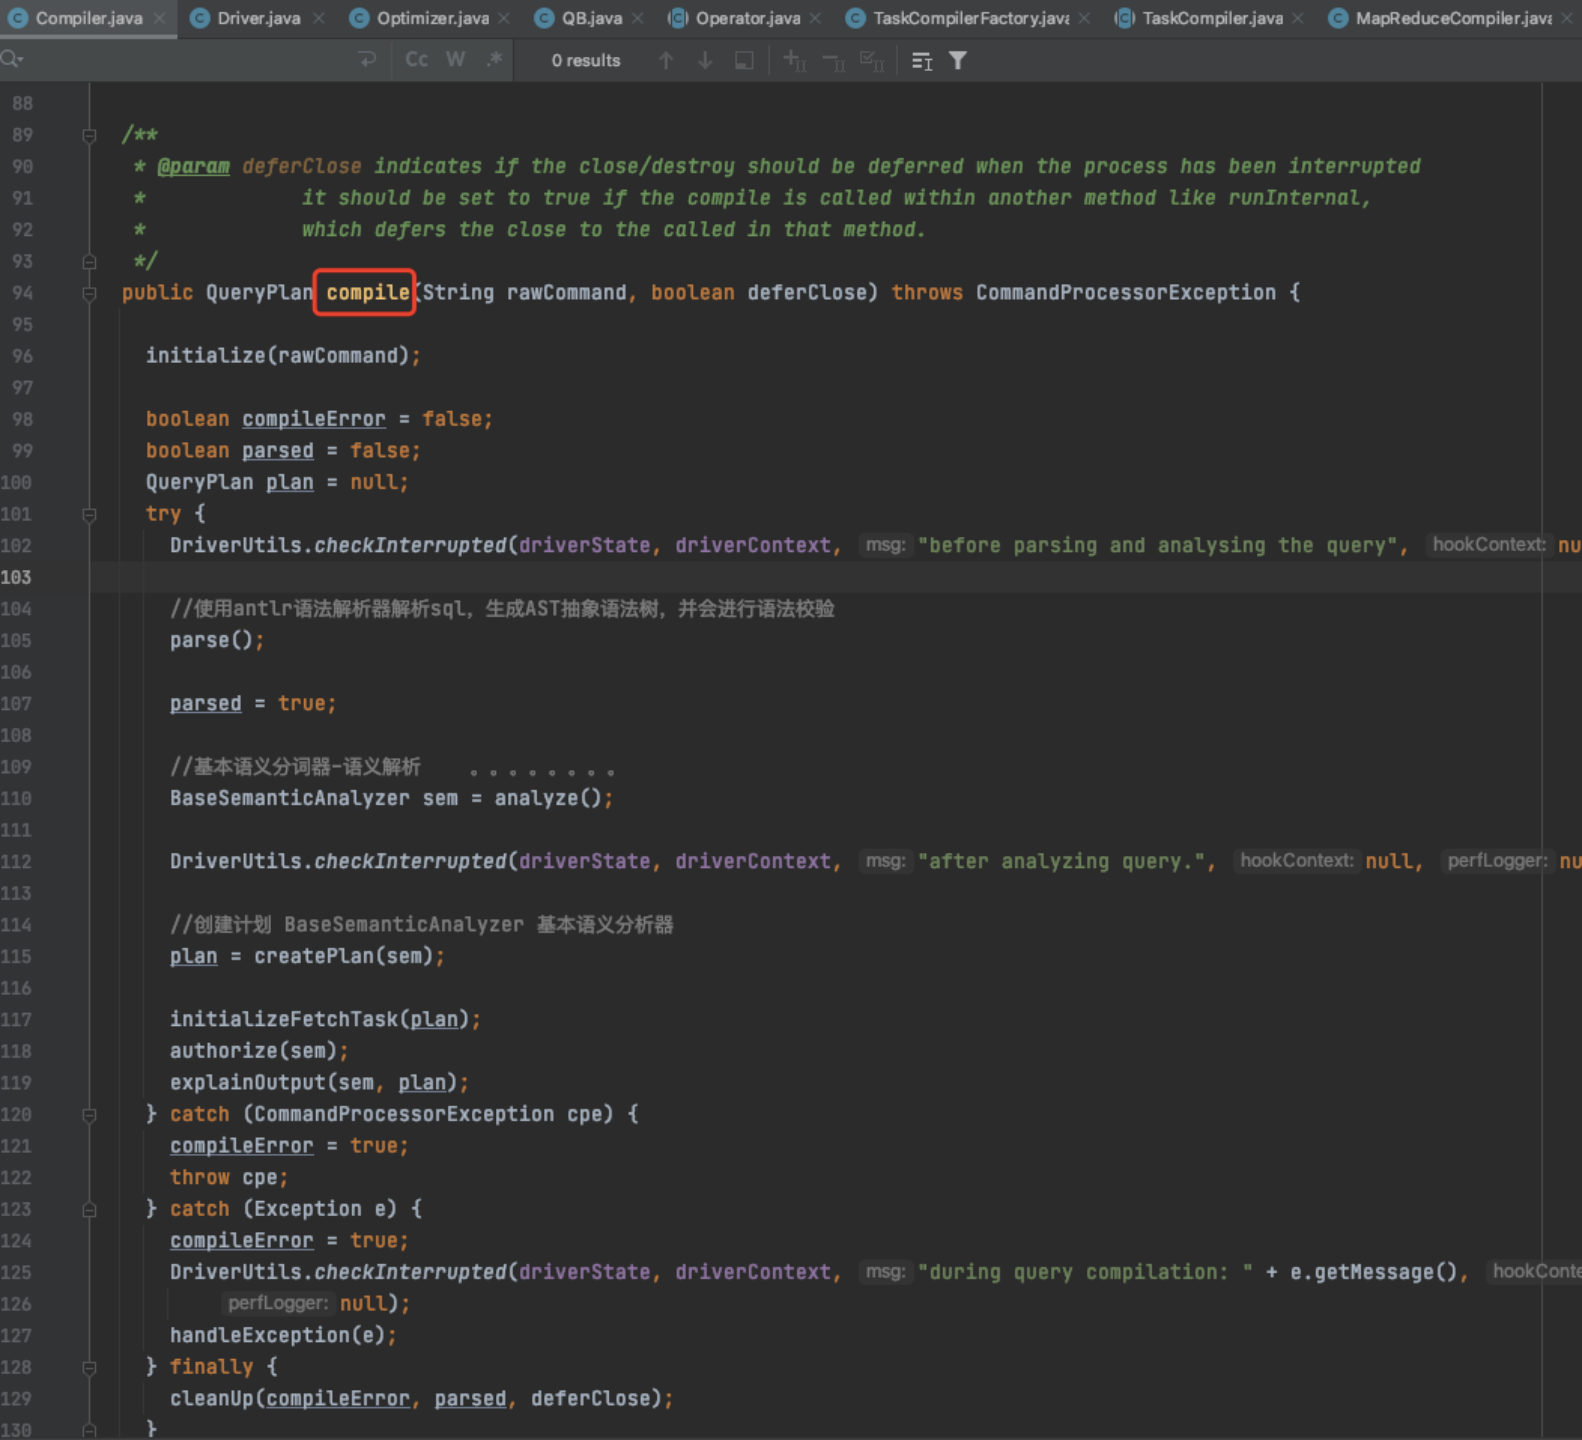 Compiler.java Driver.java Optimizer.java QB.java Operator.java TaskCompilerFactory.java TaskCompiler.java MapReduceCompiler.java
Cc W .* 0 results
88
89 /**
90 * @param deferClose indicates if the close/destroy should be deferred when the process has been interrupted
91 * it should be set to true if the compile is called within another method like runInternal,
92 * which defers the close to the called in that method.
93 */
94 public QueryPlan compile(String rawCommand, boolean deferClose) throws CommandProcessorException {
95
96 initialize(rawCommand);
97
98 boolean compileError = false;
99 boolean parsed = false;
100 QueryPlan plan = null;
101 try {
102 DriverUtils.checkInterrupted(driverState, driverContext, msg: "before parsing and analysing the query", hookContext: nu
103
104 //使用antlr语法解析器解析sql，生成AST抽象语法树，并会进行语法校验
105 parse();
106
107 parsed = true;
108
109 //基本语义分词器-语义解析 。。。。。。。。
110 BaseSemanticAnalyzer sem = analyze();
111
112 DriverUtils.checkInterrupted(driverState, driverContext, msg: "after analyzing query.", hookContext: null, perfLogger: nu
113
114 //创建计划 BaseSemanticAnalyzer 基本语义分析器
115 plan = createPlan(sem);
116
117 initializeFetchTask(plan);
118 authorize(sem);
119 explainOutput(sem, plan);
120 } catch (CommandProcessorException cpe) {
121 compileError = true;
122 throw cpe;
123 } catch (Exception e) {
124 compileError = true;
125 DriverUtils.checkInterrupted(driverState, driverContext, msg: "during query compilation: " + e.getMessage(), hookConte
126 perfLogger: null);
127 handleException(e);
128 } finally {
129 cleanUp(compileError, parsed, deferClose);
130 }